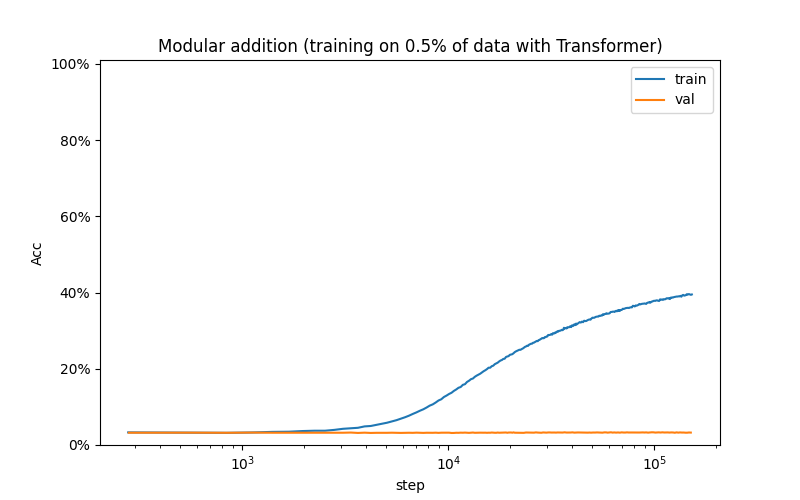 Modular addition (training on 0.5% of data with Transformer)
100%
80%
60%
40%
20%
0%
Acc
train
val
10³
10⁴
10⁵
step